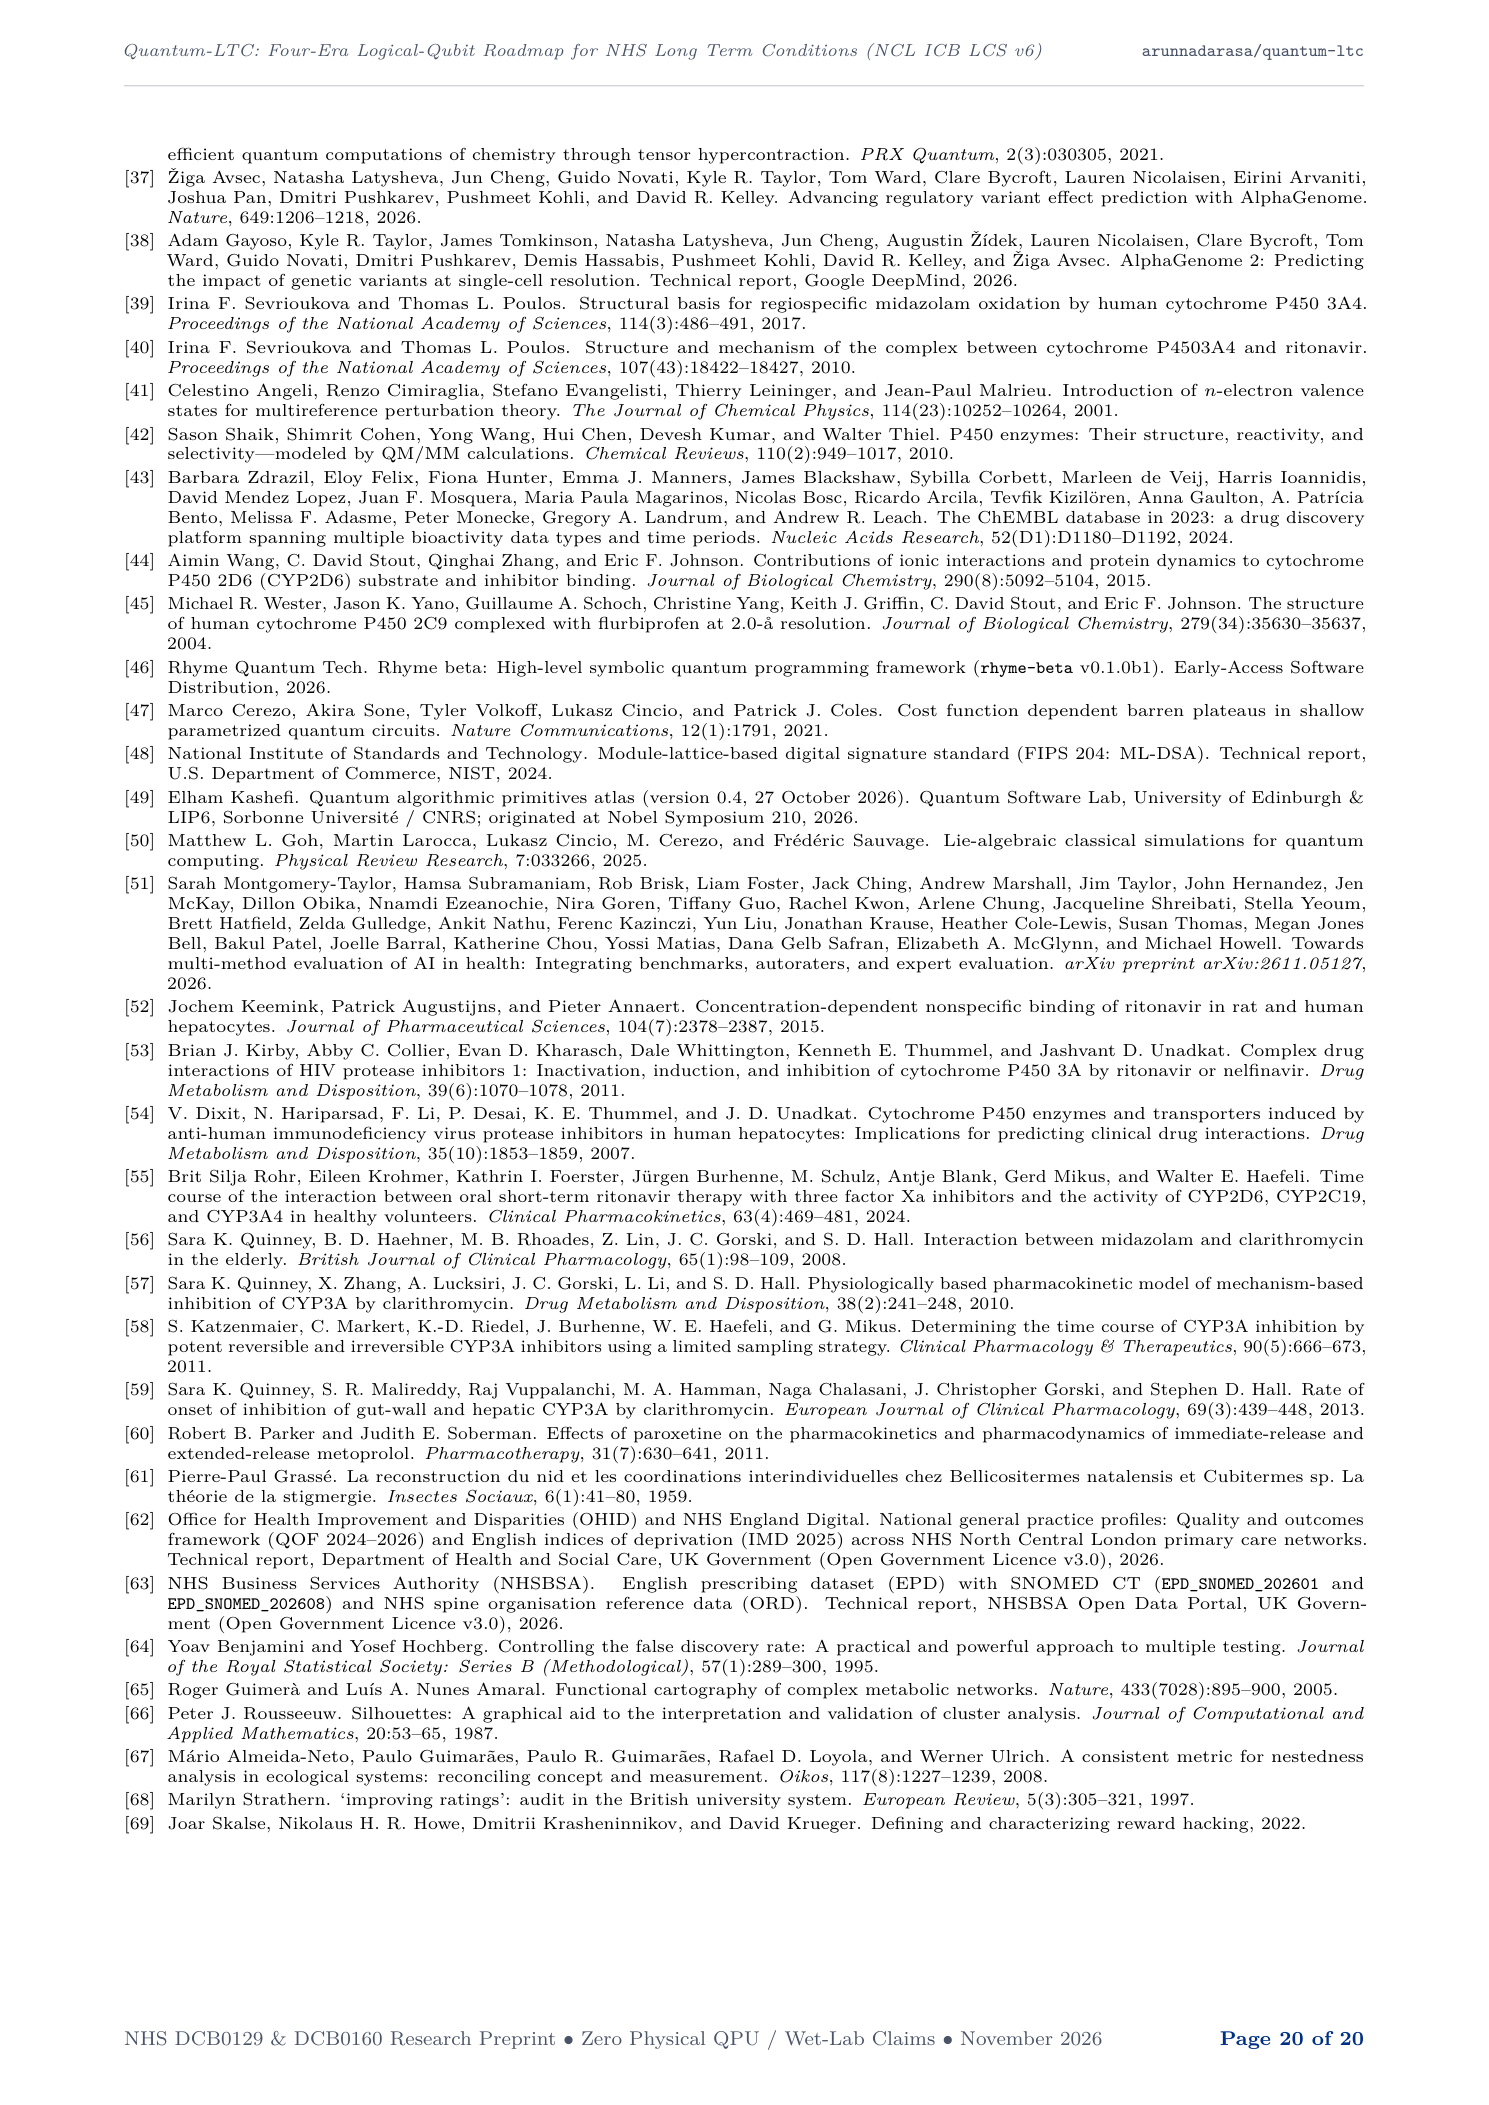 Quantum-LTC: Four-Era Logical-Qubit Roadmap for NHS Long Term Conditions (NCL ICB LCS v6) arunnadarasa/quantum-ltc
efficient quantum computations of chemistry through tensor hypercontraction. PRX Quantum, 2(3):030305, 2021.
[37] Žiga Avsec, Natasha Latysheva, Jun Cheng, Guido Novati, Kyle R. Taylor, Tom Ward, Clare Bycroft, Lauren Nicolaisen, Eirini Arvaniti,
Joshua Pan, Dmitri Pushkarev, Pushmeet Kohli, and David R. Kelley. Advancing regulatory variant effect prediction with AlphaGenome.
Nature, 649:1206–1218, 2026.
[38] Adam Gayoso, Kyle R. Taylor, James Tomkinson, Natasha Latysheva, Jun Cheng, Augustin Žídek, Lauren Nicolaisen, Clare Bycroft, Tom
Ward, Guido Novati, Dmitri Pushkarev, Demis Hassabis, Pushmeet Kohli, David R. Kelley, and Žiga Avsec. AlphaGenome 2: Predicting
the impact of genetic variants at single-cell resolution. Technical report, Google DeepMind, 2026.
[39] Irina F. Sevrioukova and Thomas L. Poulos. Structural basis for regiospecific midazolam oxidation by human cytochrome P450 3A4.
Proceedings of the National Academy of Sciences, 114(3):486–491, 2017.
[40] Irina F. Sevrioukova and Thomas L. Poulos. Structure and mechanism of the complex between cytochrome P4503A4 and ritonavir.
Proceedings of the National Academy of Sciences, 107(43):18422–18427, 2010.
[41] Celestino Angeli, Renzo Cimiraglia, Stefano Evangelisti, Thierry Leininger, and Jean-Paul Malrieu. Introduction of n-electron valence
states for multireference perturbation theory. The Journal of Chemical Physics, 114(23):10252–10264, 2001.
[42] Sason Shaik, Shimrit Cohen, Yong Wang, Hui Chen, Devesh Kumar, and Walter Thiel. P450 enzymes: Their structure, reactivity, and
selectivity—modeled by QM/MM calculations. Chemical Reviews, 110(2):949–1017, 2010.
[43] Barbara Zdrazil, Eloy Felix, Fiona Hunter, Emma J. Manners, James Blackshaw, Sybilla Corbett, Marleen de Veij, Harris Ioannidis,
David Mendez Lopez, Juan F. Mosquera, Maria Paula Magarinos, Nicolas Bosc, Ricardo Arcila, Tevfik Kizilören, Anna Gaulton, A. Patrícia
Bento, Melissa F. Adasme, Peter Monecke, Gregory A. Landrum, and Andrew R. Leach. The ChEMBL database in 2023: a drug discovery
platform spanning multiple bioactivity data types and time periods. Nucleic Acids Research, 52(D1):D1180–D1192, 2024.
[44] Aimin Wang, C. David Stout, Qinghai Zhang, and Eric F. Johnson. Contributions of ionic interactions and protein dynamics to cytochrome
P450 2D6 (CYP2D6) substrate and inhibitor binding. Journal of Biological Chemistry, 290(8):5092–5104, 2015.
[45] Michael R. Wester, Jason K. Yano, Guillaume A. Schoch, Christine Yang, Keith J. Griffin, C. David Stout, and Eric F. Johnson. The structure
of human cytochrome P450 2C9 complexed with flurbiprofen at 2.0-å resolution. Journal of Biological Chemistry, 279(34):35630–35637,
2004.
[46] Rhyme Quantum Tech. Rhyme beta: High-level symbolic quantum programming framework (rhyme-beta v0.1.0b1). Early-Access Software
Distribution, 2026.
[47] Marco Cerezo, Akira Sone, Tyler Volkoff, Lukasz Cincio, and Patrick J. Coles. Cost function dependent barren plateaus in shallow
parametrized quantum circuits. Nature Communications, 12(1):1791, 2021.
[48] National Institute of Standards and Technology. Module-lattice-based digital signature standard (FIPS 204: ML-DSA). Technical report,
U.S. Department of Commerce, NIST, 2024.
[49] Elham Kashefi. Quantum algorithmic primitives atlas (version 0.4, 27 October 2026). Quantum Software Lab, University of Edinburgh &
LIP6, Sorbonne Université / CNRS; originated at Nobel Symposium 210, 2026.
[50] Matthew L. Goh, Martin Larocca, Lukasz Cincio, M. Cerezo, and Frédéric Sauvage. Lie-algebraic classical simulations for quantum
computing. Physical Review Research, 7:033266, 2025.
[51] Sarah Montgomery-Taylor, Hamsa Subramaniam, Rob Brisk, Liam Foster, Jack Ching, Andrew Marshall, Jim Taylor, John Hernandez, Jen
McKay, Dillon Obika, Nnamdi Ezeanochie, Nira Goren, Tiffany Guo, Rachel Kwon, Arlene Chung, Jacqueline Shreibati, Stella Yeoum,
Brett Hatfield, Zelda Gulledge, Ankit Nathu, Ferenc Kazinczi, Yun Liu, Jonathan Krause, Heather Cole-Lewis, Susan Thomas, Megan Jones
Bell, Bakul Patel, Joelle Barral, Katherine Chou, Yossi Matias, Dana Gelb Safran, Elizabeth A. McGlynn, and Michael Howell. Towards
multi-method evaluation of AI in health: Integrating benchmarks, autoraters, and expert evaluation. arXiv preprint arXiv:2611.05127,
2026.
[52] Jochem Keemink, Patrick Augustijns, and Pieter Annaert. Concentration-dependent nonspecific binding of ritonavir in rat and human
hepatocytes. Journal of Pharmaceutical Sciences, 104(7):2378–2387, 2015.
[53] Brian J. Kirby, Abby C. Collier, Evan D. Kharasch, Dale Whittington, Kenneth E. Thummel, and Jashvant D. Unadkat. Complex drug
interactions of HIV protease inhibitors 1: Inactivation, induction, and inhibition of cytochrome P450 3A by ritonavir or nelfinavir. Drug
Metabolism and Disposition, 39(6):1070–1078, 2011.
[54] V. Dixit, N. Hariparsad, F. Li, P. Desai, K. E. Thummel, and J. D. Unadkat. Cytochrome P450 enzymes and transporters induced by
anti-human immunodeficiency virus protease inhibitors in human hepatocytes: Implications for predicting clinical drug interactions. Drug
Metabolism and Disposition, 35(10):1853–1859, 2007.
[55] Brit Silja Rohr, Eileen Krohmer, Kathrin I. Foerster, Jürgen Burhenne, M. Schulz, Antje Blank, Gerd Mikus, and Walter E. Haefeli. Time
course of the interaction between oral short-term ritonavir therapy with three factor Xa inhibitors and the activity of CYP2D6, CYP2C19,
and CYP3A4 in healthy volunteers. Clinical Pharmacokinetics, 63(4):469–481, 2024.
[56] Sara K. Quinney, B. D. Haehner, M. B. Rhoades, Z. Lin, J. C. Gorski, and S. D. Hall. Interaction between midazolam and clarithromycin
in the elderly. British Journal of Clinical Pharmacology, 65(1):98–109, 2008.
[57] Sara K. Quinney, X. Zhang, A. Lucksiri, J. C. Gorski, L. Li, and S. D. Hall. Physiologically based pharmacokinetic model of mechanism-based
inhibition of CYP3A by clarithromycin. Drug Metabolism and Disposition, 38(2):241–248, 2010.
[58] S. Katzenmaier, C. Markert, K.-D. Riedel, J. Burhenne, W. E. Haefeli, and G. Mikus. Determining the time course of CYP3A inhibition by
potent reversible and irreversible CYP3A inhibitors using a limited sampling strategy. Clinical Pharmacology & Therapeutics, 90(5):666–673,
2011.
[59] Sara K. Quinney, S. R. Malireddy, Raj Vuppalanchi, M. A. Hamman, Naga Chalasani, J. Christopher Gorski, and Stephen D. Hall. Rate of
onset of inhibition of gut-wall and hepatic CYP3A by clarithromycin. European Journal of Clinical Pharmacology, 69(3):439–448, 2013.
[60] Robert B. Parker and Judith E. Soberman. Effects of paroxetine on the pharmacokinetics and pharmacodynamics of immediate-release and
extended-release metoprolol. Pharmacotherapy, 31(7):630–641, 2011.
[61] Pierre-Paul Grassé. La reconstruction du nid et les coordinations interindividuelles chez Bellicositermes natalensis et Cubitermes sp. La
théorie de la stigmergie. Insectes Sociaux, 6(1):41–80, 1959.
[62] Office for Health Improvement and Disparities (OHID) and NHS England Digital. National general practice profiles: Quality and outcomes
framework (QOF 2024–2026) and English indices of deprivation (IMD 2025) across NHS North Central London primary care networks.
Technical report, Department of Health and Social Care, UK Government (Open Government Licence v3.0), 2026.
[63] NHS Business Services Authority (NHSBSA). English prescribing dataset (EPD) with SNOMED CT (EPD_SNOMED_202601 and
EPD_SNOMED_202608) and NHS spine organisation reference data (ORD). Technical report, NHSBSA Open Data Portal, UK Govern-
ment (Open Government Licence v3.0), 2026.
[64] Yoav Benjamini and Yosef Hochberg. Controlling the false discovery rate: A practical and powerful approach to multiple testing. Journal
of the Royal Statistical Society: Series B (Methodological), 57(1):289–300, 1995.
[65] Roger Guimerà and Luís A. Nunes Amaral. Functional cartography of complex metabolic networks. Nature, 433(7028):895–900, 2005.
[66] Peter J. Rousseeuw. Silhouettes: A graphical aid to the interpretation and validation of cluster analysis. Journal of Computational and
Applied Mathematics, 20:53–65, 1987.
[67] Mário Almeida-Neto, Paulo Guimarães, Paulo R. Guimarães, Rafael D. Loyola, and Werner Ulrich. A consistent metric for nestedness
analysis in ecological systems: reconciling concept and measurement. Oikos, 117(8):1227–1239, 2008.
[68] Marilyn Strathern. ‘improving ratings’: audit in the British university system. European Review, 5(3):305–321, 1997.
[69] Joar Skalse, Nikolaus H. R. Howe, Dmitrii Krasheninnikov, and David Krueger. Defining and characterizing reward hacking, 2022.
NHS DCB0129 & DCB0160 Research Preprint • Zero Physical QPU / Wet-Lab Claims • November 2026 Page 20 of 20